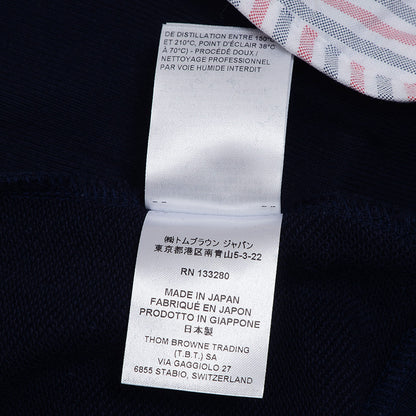 DE DISTILLATION ENTRE 150°C
ET 210°C, POINT D'ÉCLAIR 38°C
À 70°C) - PROCÉDÉ DOUX /
NETTOYAGE PROFESSIONNEL
PAR VOIE HUMIDE INTERDIT
㈱トムブラウン ジャパン
東京都港区南青山5-3-22
RN 133280
MADE IN JAPAN
FABRIQUÉ EN JAPON
PRODOTTO IN GIAPPONE
日本製
THOM BROWNE TRADING
(T.B.T.) SA
VIA GAGGIOLO 27
6855 STABIO, SWITZERLAND